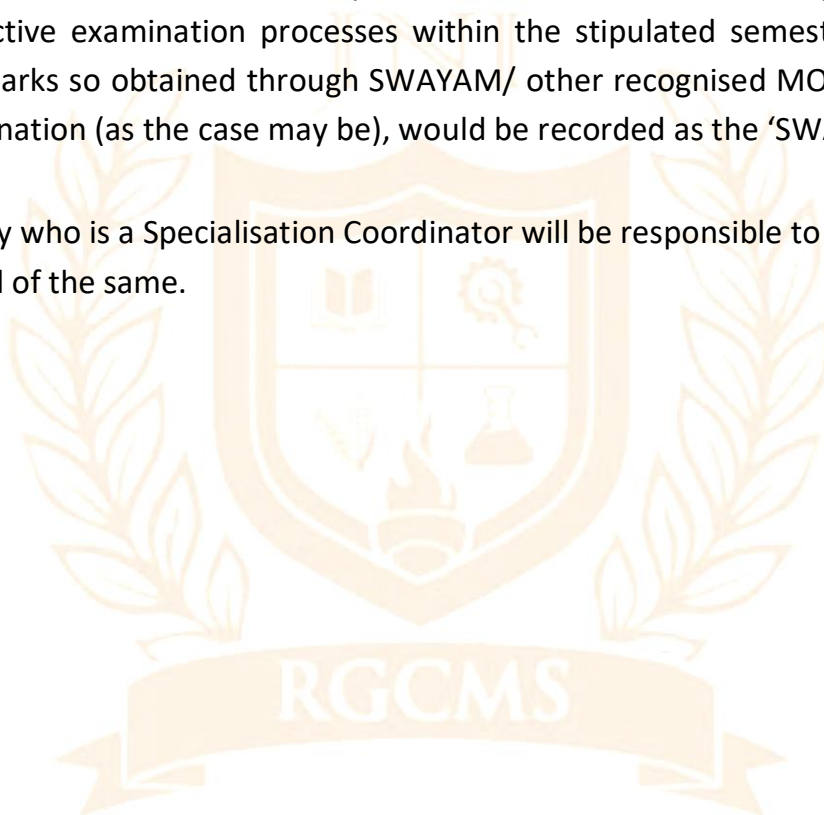 ctive examination processes within the stipulated semest
arks so obtained through SWAYAM/ other recognised MO
nation (as the case may be), would be recorded as the ‘SWA
y who is a Specialisation Coordinator will be responsible to
l of the same.
RGCMS